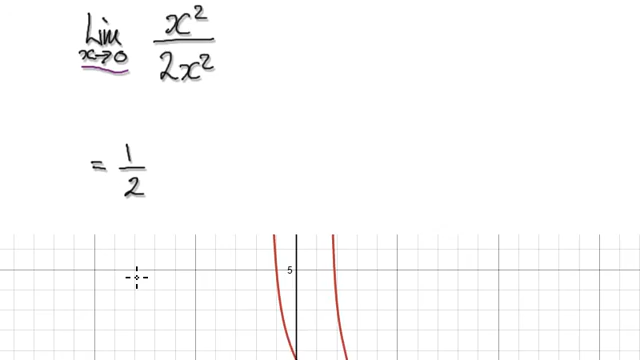 Lim x→0 x²/2x²
= 1/2
5